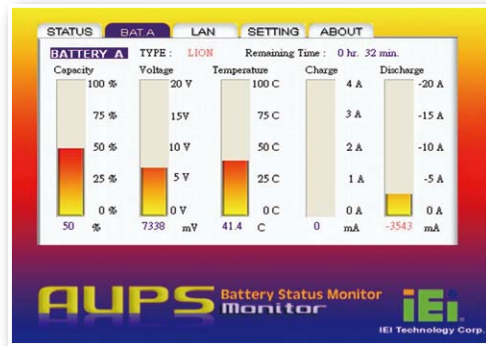 STATUS BAT A LAN SETTING ABOUT
BATTERY A TYPE : LION Remaining Time : 0 hr. 32 min.
Capacity Voltage Temperature Charge Discharge
100 % 20 V 100 C 4 A -20 A
75 % 15V 75 C 3 A -15 A
50 % 10 V 50 C 2 A -10 A
25 % 5 V 25 C 1 A -5 A
0 % 0 V 0 C 0 A 0 A
50 % 7338 mV 41.4 C 0 mA -3543 mA
AUPS Battery Status Monitor
Monitor
iEi
IEI Technology Corp.